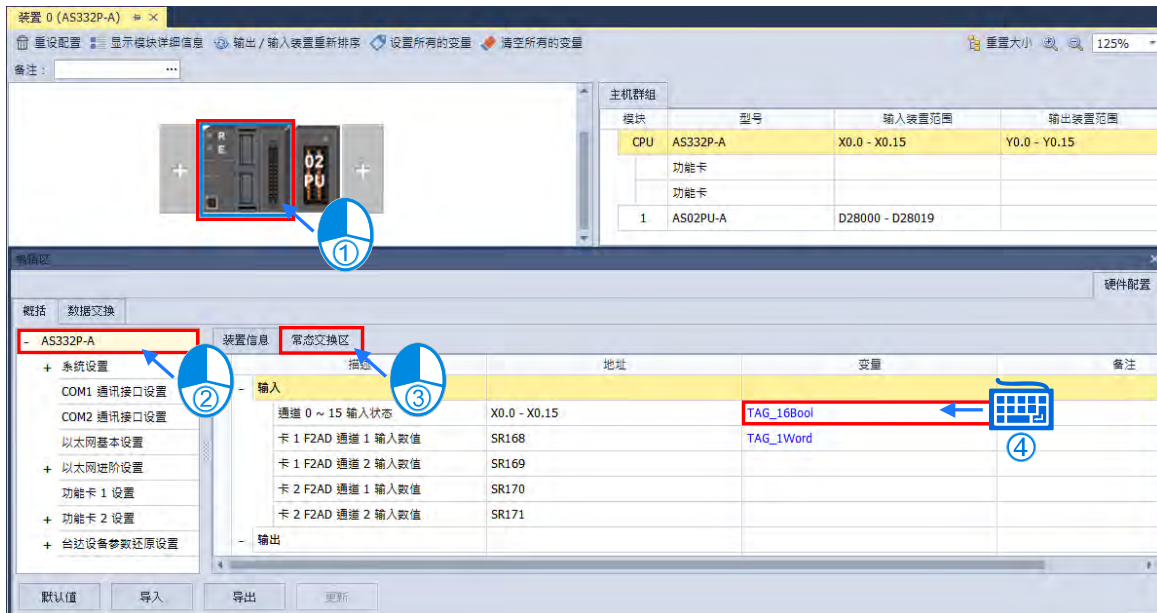 装置 0 (AS332P-A)
重设配置 显示模块详细信息 输出 / 输入装置重新排序 设置所有的变量 清空所有的变量 重置大小 125%
备注： ...
主机群组
模块 型号 输入装置范围 输出装置范围
CPU AS332P-A X0.0 - X0.15 Y0.0 - Y0.15
功能卡
功能卡
1 AS02PU-A D28000 - D28019
R
E
02
PU
①
编辑区
硬件配置
概括 数据交换
- AS332P-A
+ 系统设置
COM1 通讯接口设置
COM2 通讯接口设置
以太网基本设置
+ 以太网进阶设置
功能卡 1 设置
+ 功能卡 2 设置
+ 台达设备参数还原设置
②
装置信息 常态交换区
③
描述 地址 变量 备注
- 输入
通道 0 ~ 15 输入状态 X0.0 - X0.15 TAG_16Bool
④
卡 1 F2AD 通道 1 输入数值 SR168 TAG_1Word
卡 1 F2AD 通道 2 输入数值 SR169
卡 2 F2AD 通道 1 输入数值 SR170
卡 2 F2AD 通道 2 输入数值 SR171
- 输出
默认值 导入 导出 更新